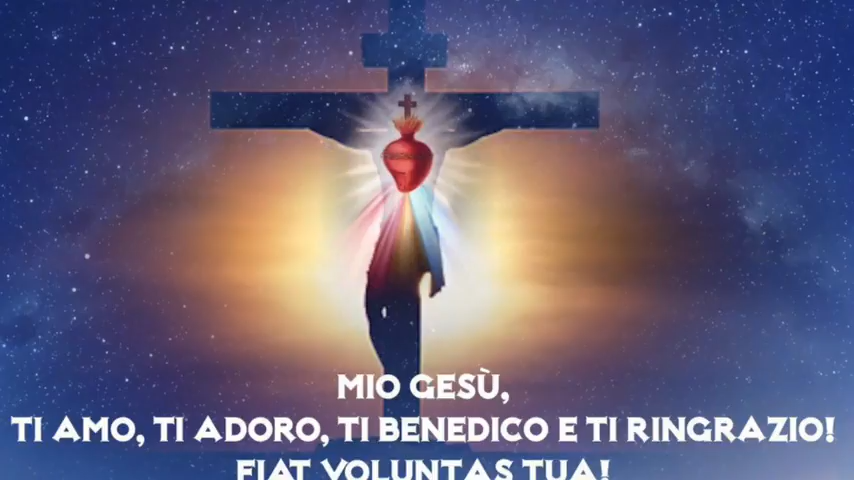 MIO GESÙ,
TI AMO, TI ADORO, TI BENEDICO E TI RINGRAZIO!
FIAT VOLUNTAS TUA!